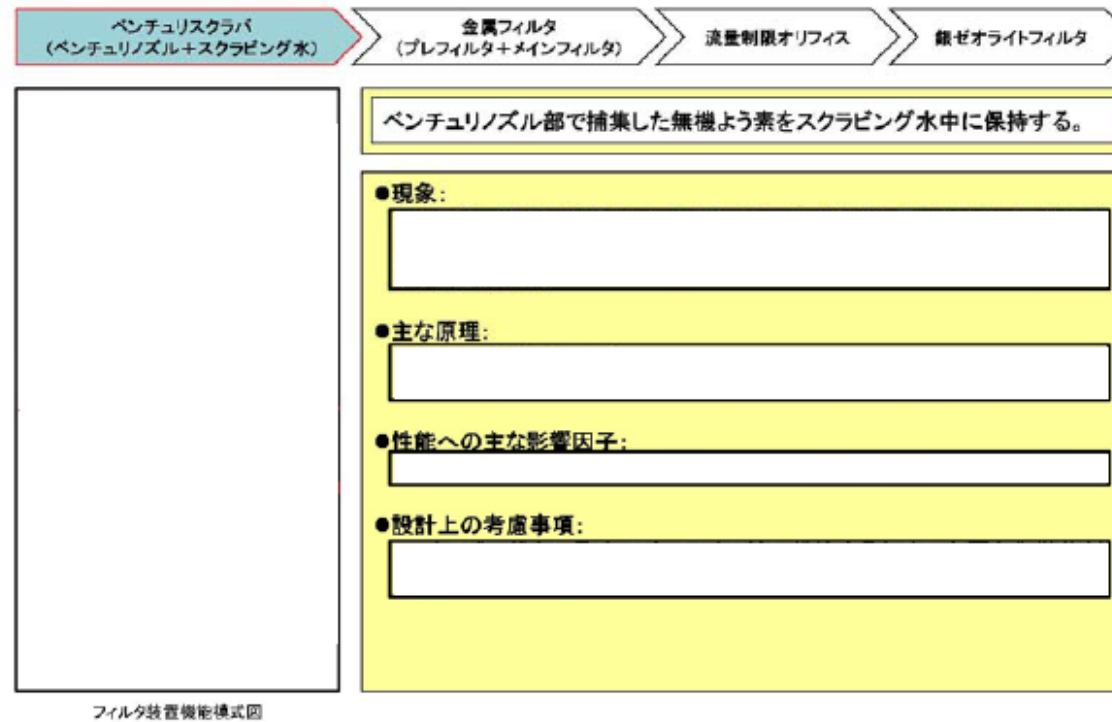 ベンチュリスクラバ
(ベンチュリノズル+スクラビング水)
金属フィルタ
(プレフィルタ+メインフィルタ)
流量制限オリフィス
銀ゼオライトフィルタ
ベンチュリノズル部で捕集した無機よう素をスクラビング水中に保持する。
●現象:
●主な原理:
●性能への主な影響因子:
●設計上の考慮事項:
フィルタ装置機能模式図